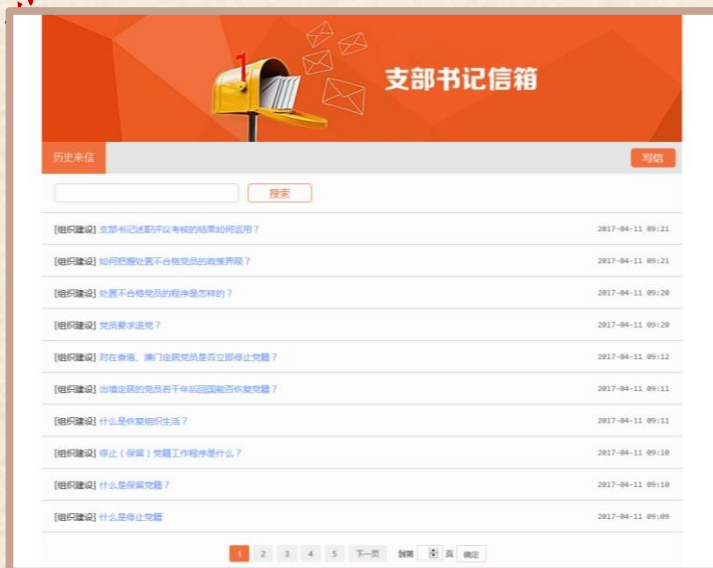 支部书记信箱
历史来信 写信
搜索
[组织建设] 支部书记述职评议考核的结果如何运用？ 2017-04-11 09:21
[组织建设] 如何把握处置不合格党员的政策界限？ 2017-04-11 09:21
[组织建设] 处置不合格党员的程序是怎样的？ 2017-04-11 09:20
[组织建设] 党员要求退党？ 2017-04-11 09:20
[组织建设] 对在香港、澳门定居党员是否立即停止党籍？ 2017-04-11 09:12
[组织建设] 出境定居的党员若干年后回国能否恢复党籍？ 2017-04-11 09:11
[组织建设] 什么是恢复组织生活？ 2017-04-11 09:11
[组织建设] 停止（保留）党籍工作程序是什么？ 2017-04-11 09:10
[组织建设] 什么是保留党籍？ 2017-04-11 09:10
[组织建设] 什么是停止党籍 2017-04-11 09:09
1 2 3 4 5 下一页 到第 页 确定